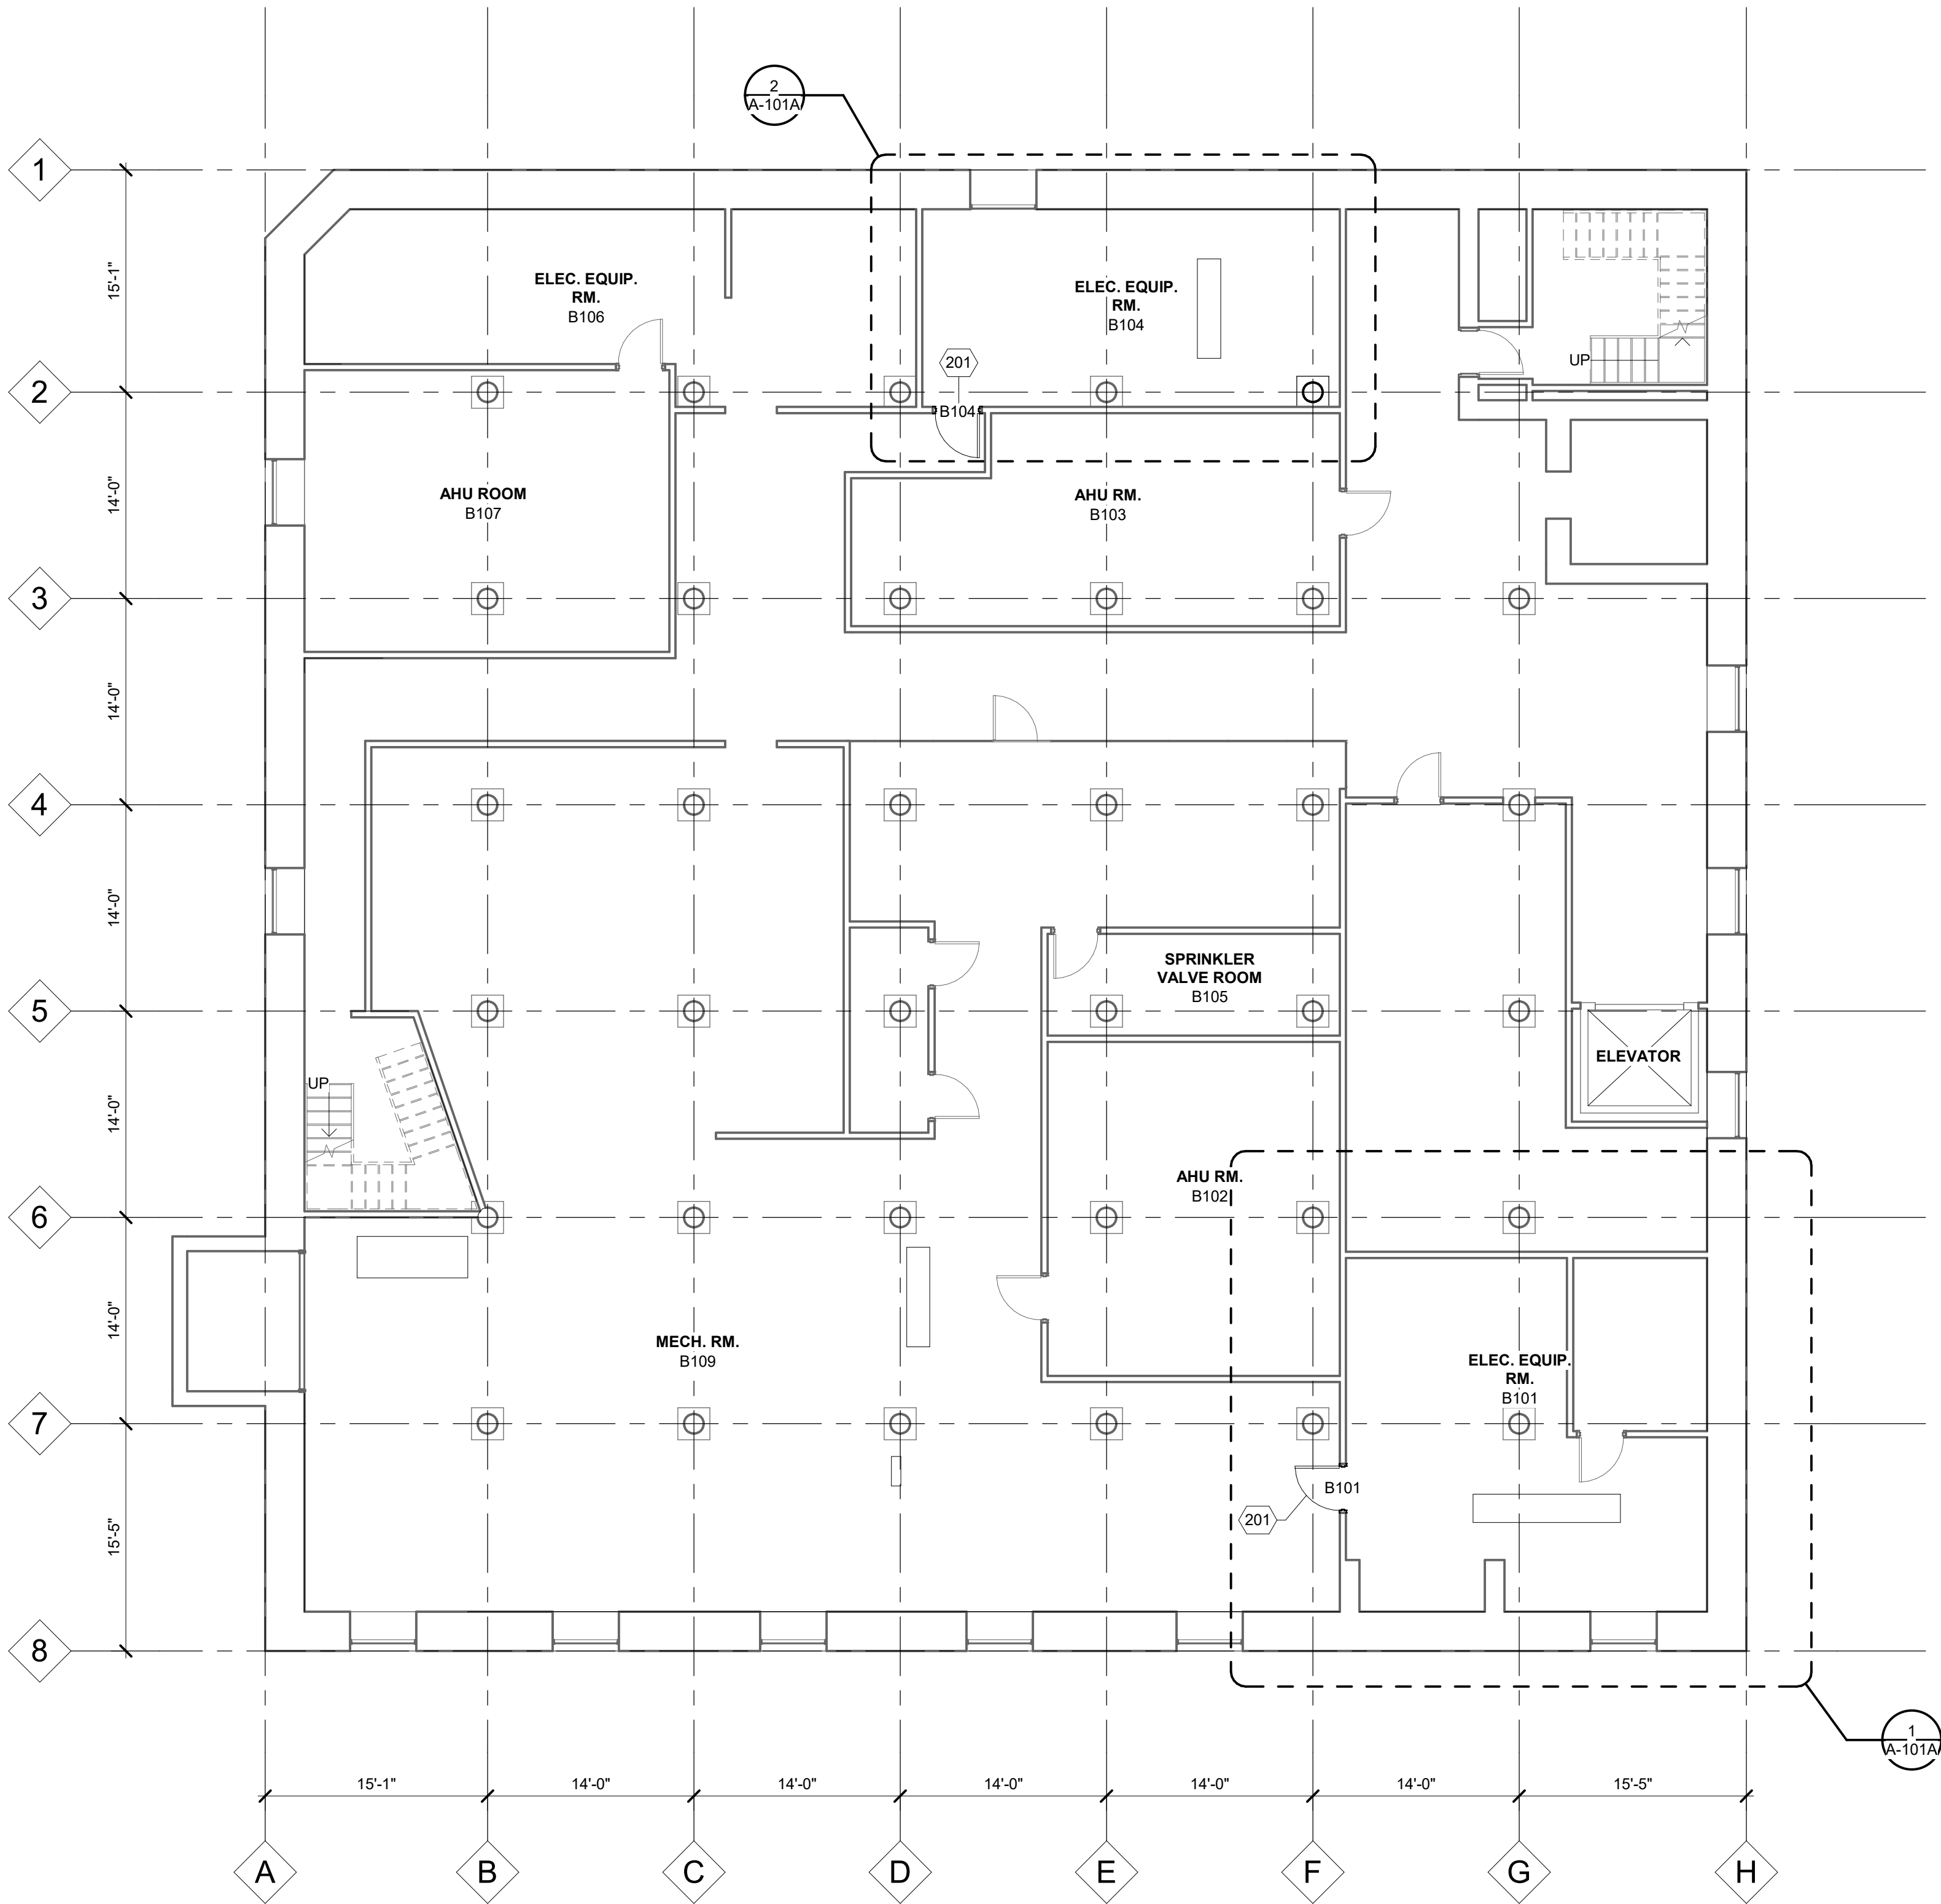 2
A-101A
1
15'-1"
ELEC. EQUIP.
RM.
B106
ELEC. EQUIP.
RM.
B104
UP
201
B104
2
14'-0"
AHU ROOM
B107
AHU RM.
B103
3
14'-0"
4
14'-0"
SPRINKLER
VALVE ROOM
B105
5
ELEVATOR
UP
14'-0"
AHU RM.
B102
6
14'-0"
MECH. RM.
B109
ELEC. EQUIP.
RM.
B101
7
B101
201
15'-5"
8
1
A-101A
15'-1"
14'-0"
14'-0"
14'-0"
14'-0"
14'-0"
15'-5"
A
B
C
D
E
F
G
H